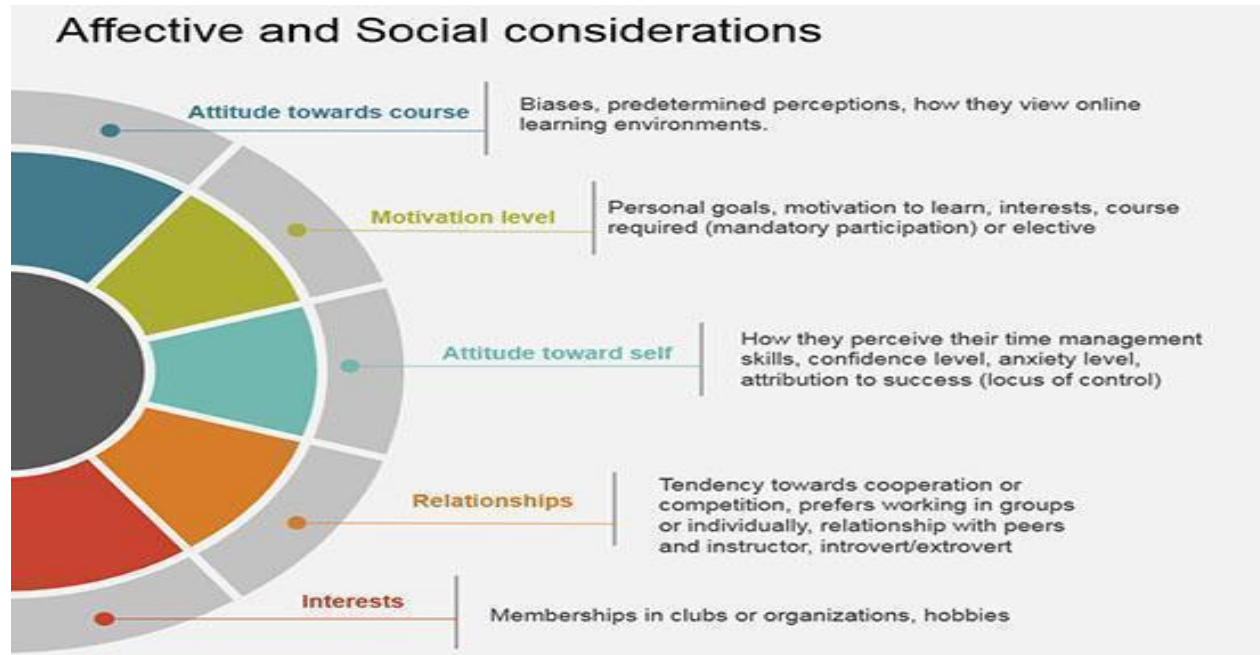 Affective and Social considerations
Attitude towards course
Biases, predetermined perceptions, how they view online
learning environments.
Motivation level
Personal goals, motivation to learn, interests, course
required (mandatory participation) or elective
Attitude toward self
How they perceive their time management
skills, confidence level, anxiety level,
attribution to success (locus of control)
Relationships
Tendency towards cooperation or
competition, prefers working in groups
or individually, relationship with peers
and instructor, introvert/extrovert
Interests
Memberships in clubs or organizations, hobbies